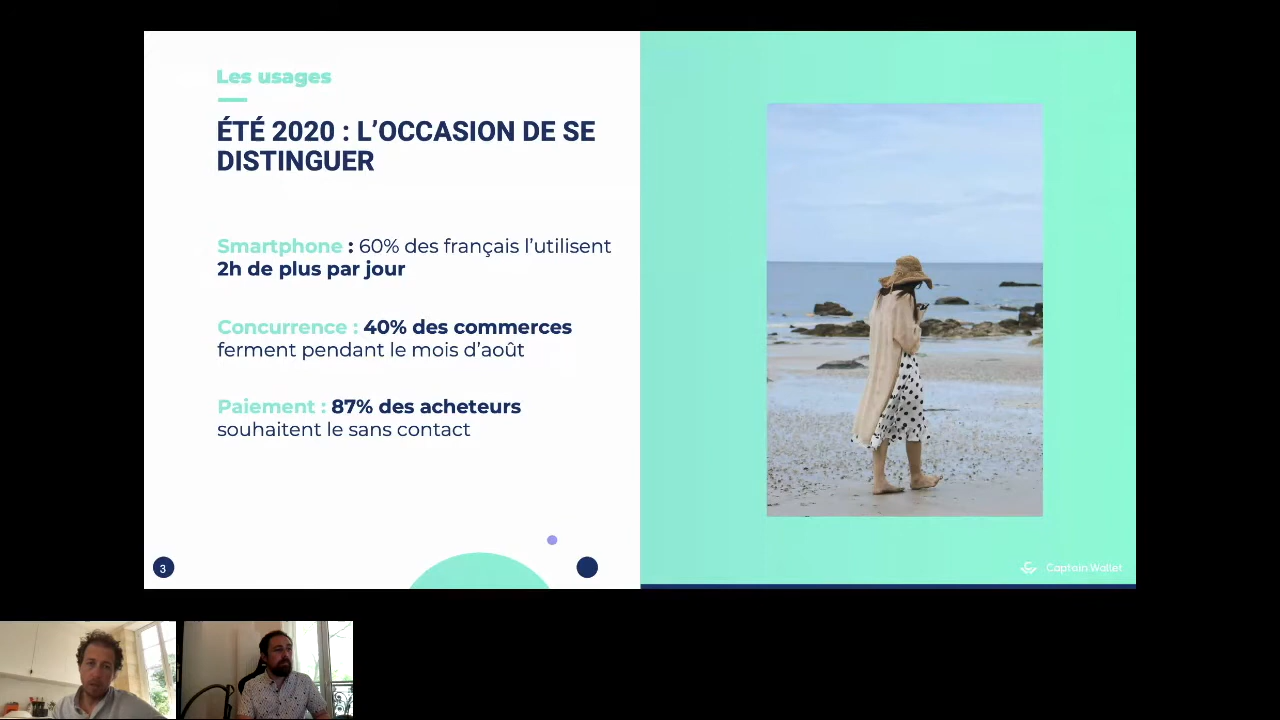 Les usages
ÉTÉ 2020 : L’OCCASION DE SE
DISTINGUER
Smartphone : 60% des français l’utilisent
2h de plus par jour
Concurrence : 40% des commerces
ferment pendant le mois d’août
Paiement : 87% des acheteurs
souhaitent le sans contact
3
Captain Wallet